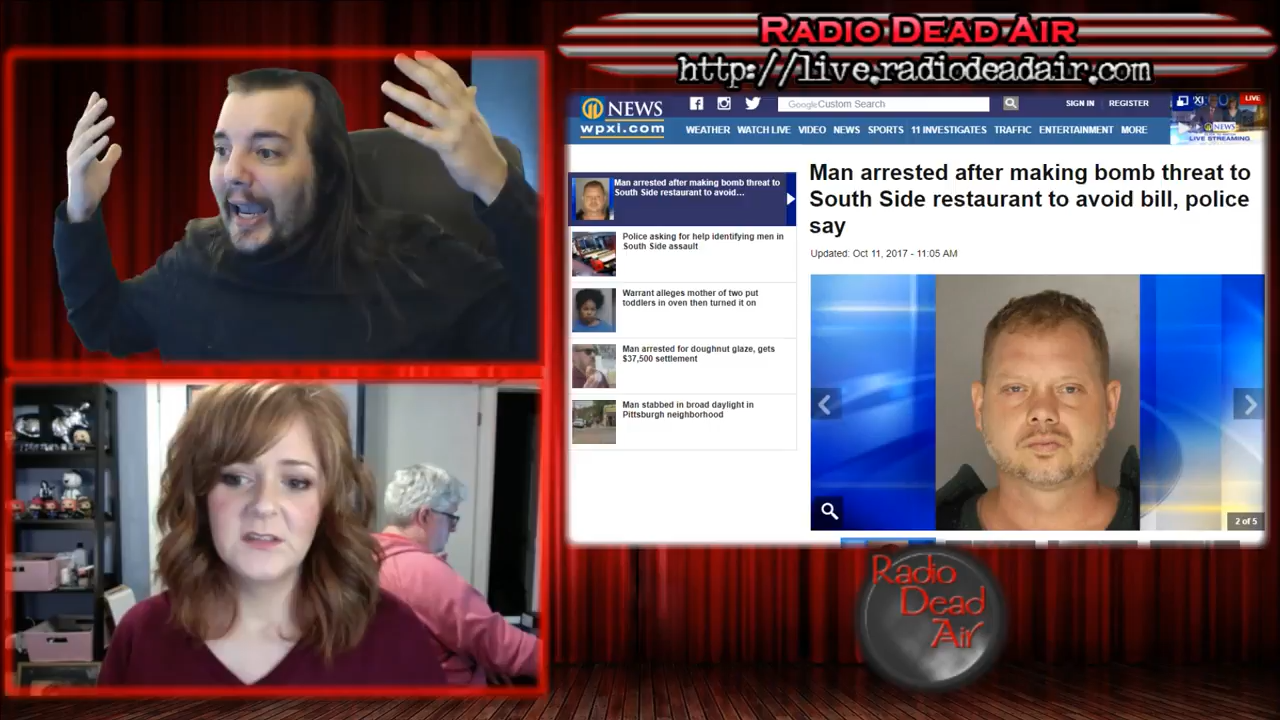 RADIO DEAD AIR
http://live.radiodeadair.com
11 NEWS
wpxi.com
Google Custom Search
SIGN IN | REGISTER
LIVE
WEATHER WATCH LIVE VIDEO NEWS SPORTS 11 INVESTIGATES TRAFFIC ENTERTAINMENT MORE
NEWS
LIVE STREAMING
Man arrested after making bomb threat to
South Side restaurant to avoid...
Police asking for help identifying men in
South Side assault
Warrant alleges mother of two put
toddlers in oven then turned it on
Man arrested for doughnut glaze, gets
$37,500 settlement
Man stabbed in broad daylight in
Pittsburgh neighborhood
Man arrested after making bomb threat to
South Side restaurant to avoid bill, police
say
Updated: Oct 11, 2017 - 11:05 AM
2 of 5
Radio
Dead
Air